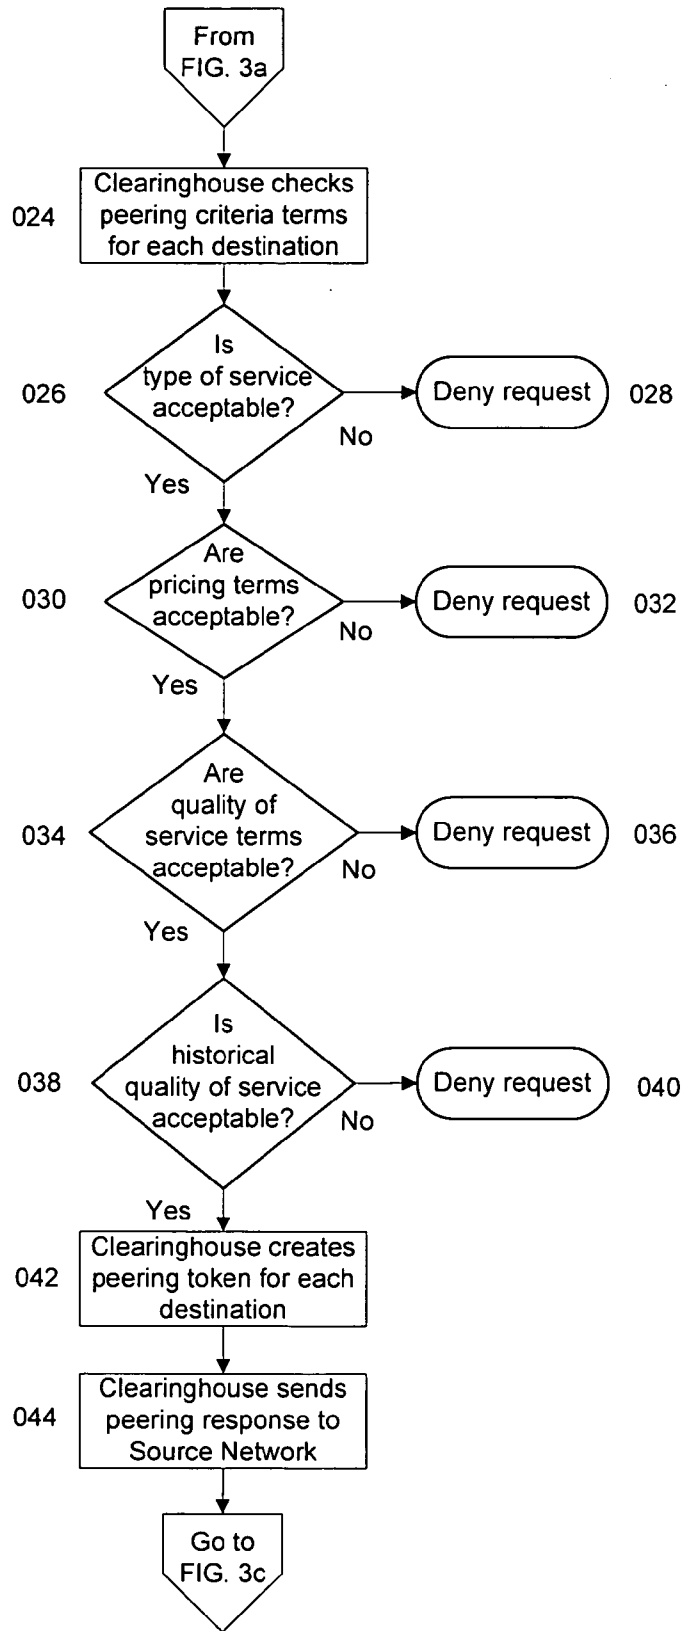 From
FIG. 3a
024
Clearinghouse checks
peering criteria terms
for each destination
026
Is
type of service
acceptable?
No
Deny request
028
Yes
030
Are
pricing terms
acceptable?
No
Deny request
032
Yes
034
Are
quality of
service terms
acceptable?
No
Deny request
036
Yes
038
Is
historical
quality of service
acceptable?
No
Deny request
040
Yes
042
Clearinghouse creates
peering token for each
destination
044
Clearinghouse sends
peering response to
Source Network
Go to
FIG. 3c